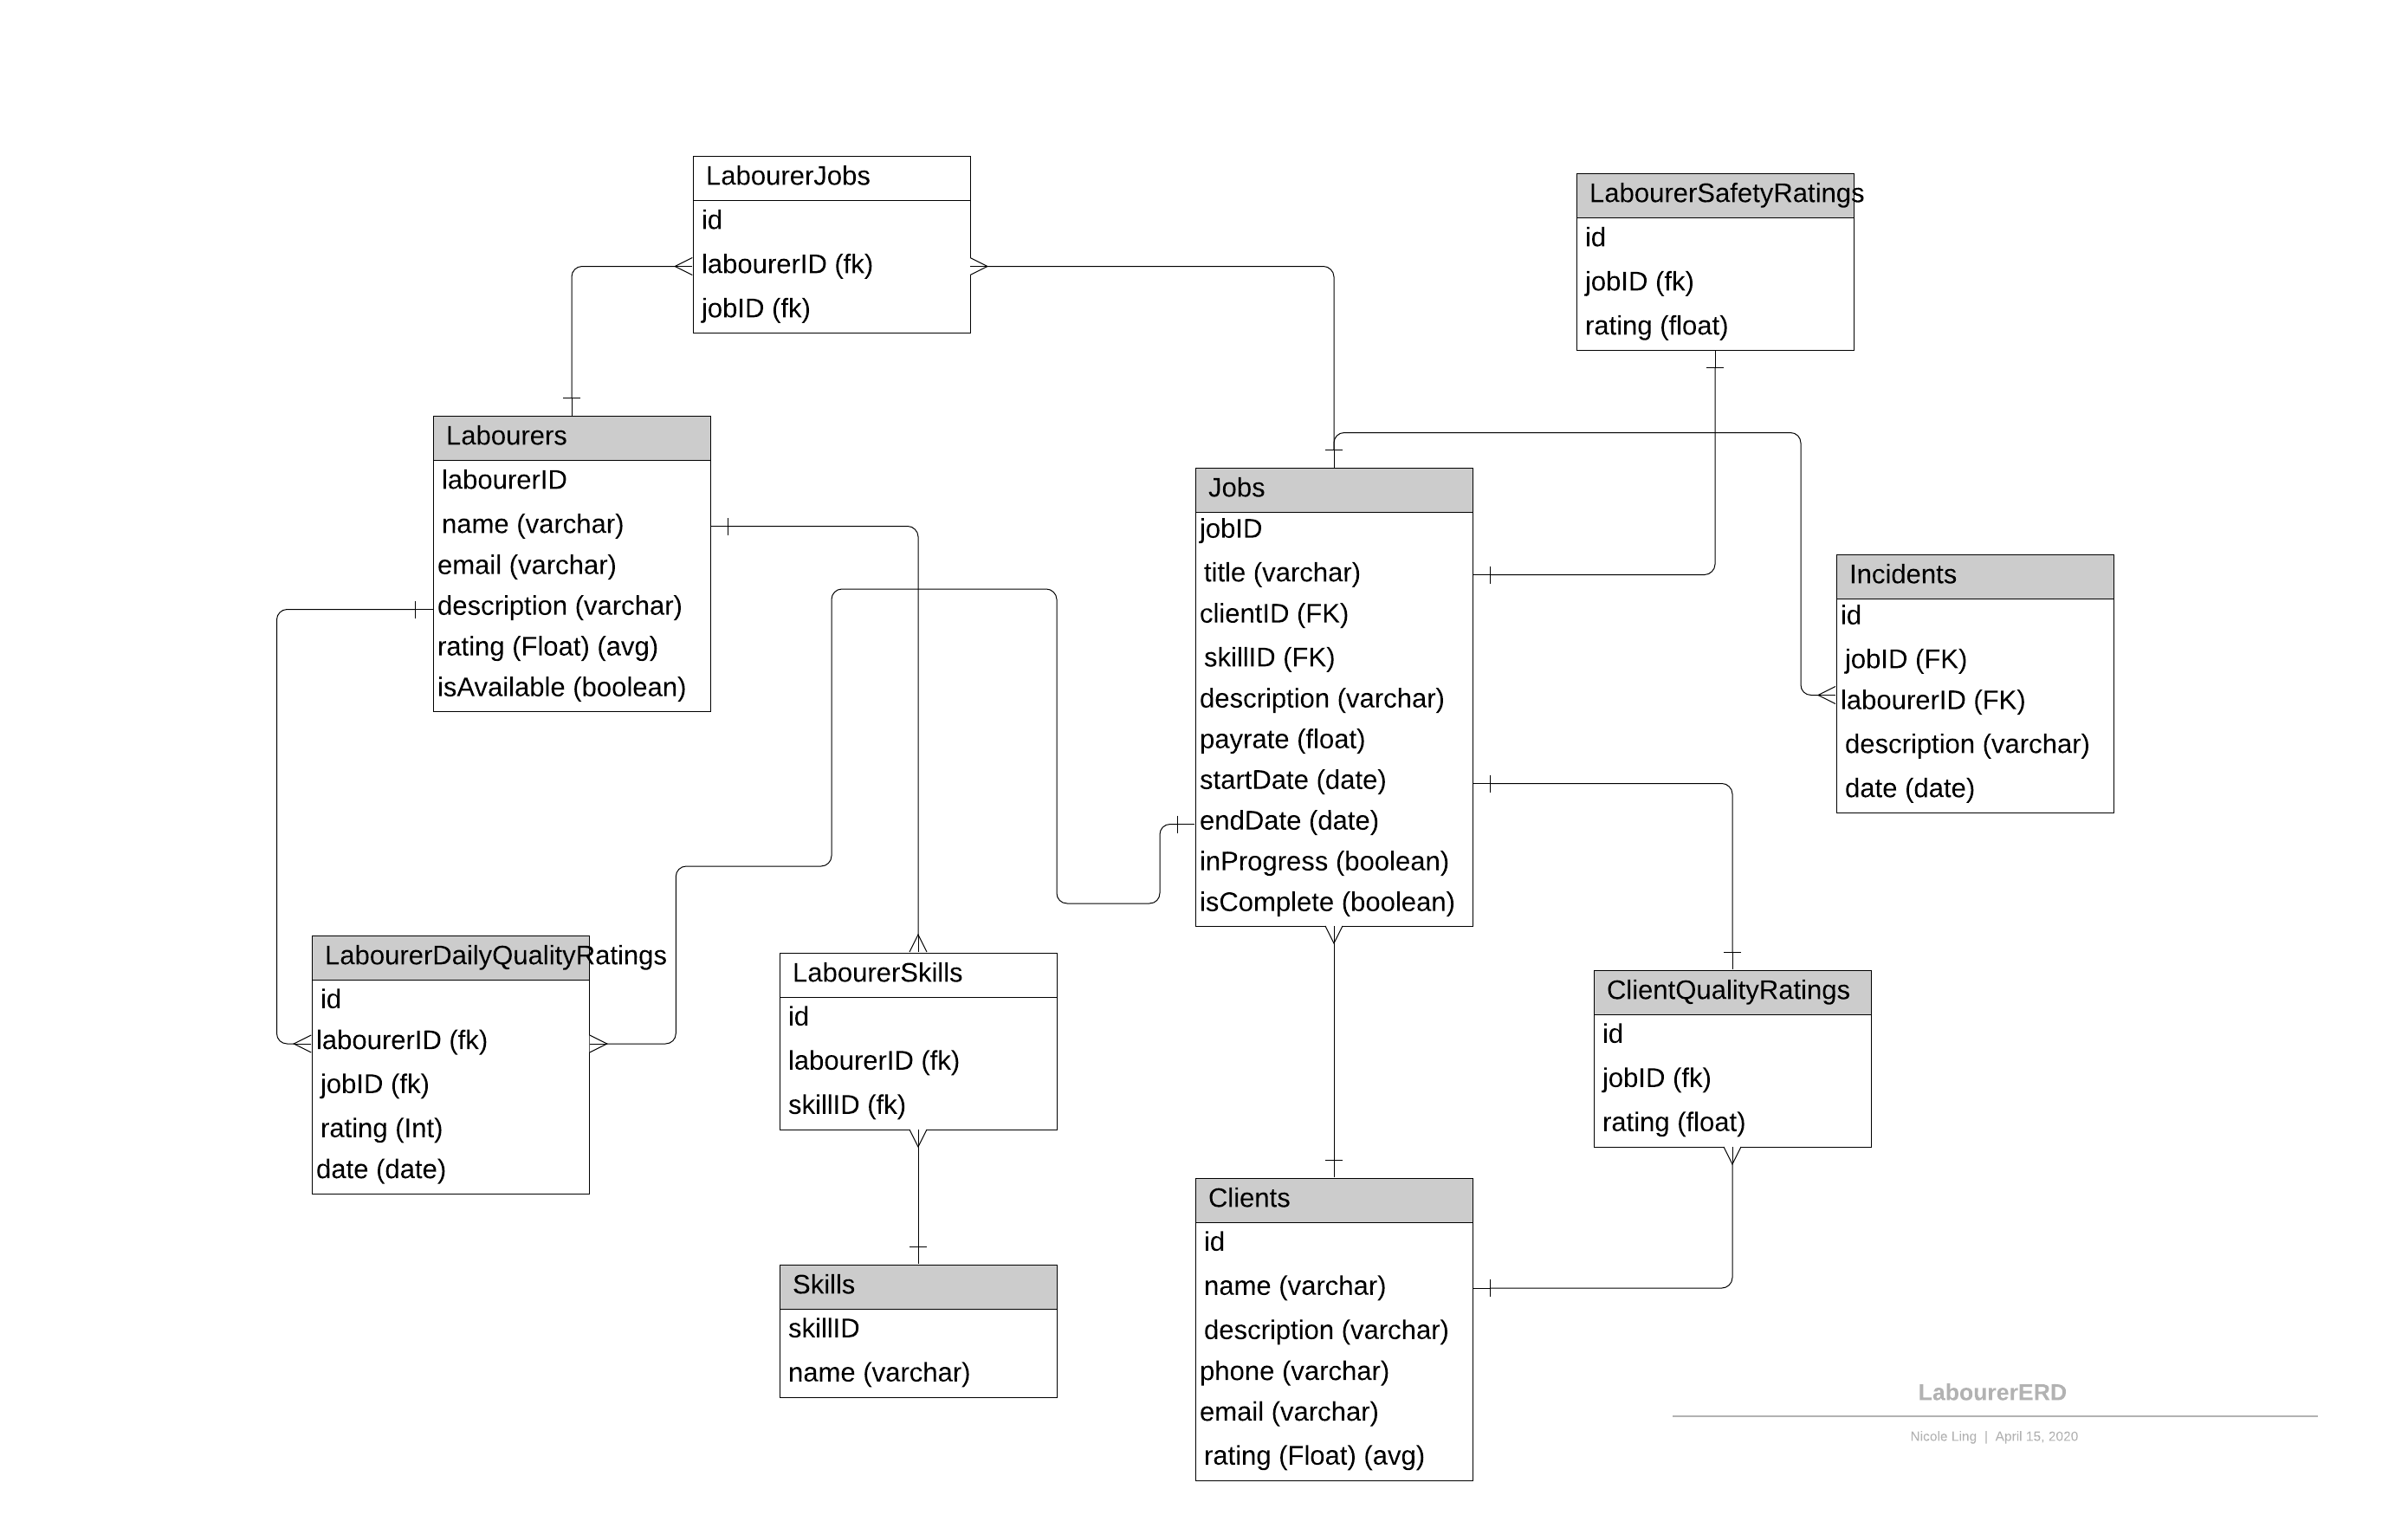 LabourerJobs
id
labourerID (fk)
jobID (fk)
LabourerSafetyRatings
id
jobID (fk)
rating (float)
Labourers
labourerID
name (varchar)
email (varchar)
description (varchar)
rating (Float) (avg)
isAvailable (boolean)
Jobs
jobID
title (varchar)
clientID (FK)
skillID (FK)
description (varchar)
payrate (float)
startDate (date)
endDate (date)
inProgress (boolean)
isComplete (boolean)
Incidents
id
jobID (FK)
labourerID (FK)
description (varchar)
date (date)
LabourerDailyQualityRatings
id
labourerID (fk)
jobID (fk)
rating (Int)
date (date)
LabourerSkills
id
labourerID (fk)
skillID (fk)
ClientQualityRatings
id
jobID (fk)
rating (float)
Skills
skillID
name (varchar)
Clients
id
name (varchar)
description (varchar)
phone (varchar)
email (varchar)
rating (Float) (avg)
LabourerERD
Nicole Ling | April 15, 2020